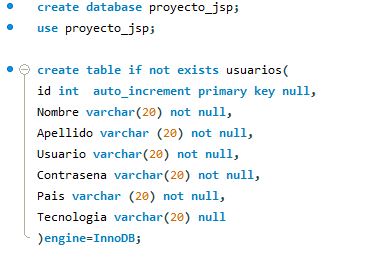 create database proyecto_jsp;
use proyecto_jsp;
create table if not exists usuarios(
id int  auto_increment primary key null,
Nombre varchar(20) not null,
Apellido varchar (20) not null,
Usuario varchar(20) not null,
Contrasena varchar(20) not null,
Pais varchar (20) not null,
Tecnologia varchar(20) null
)engine=InnoDB;